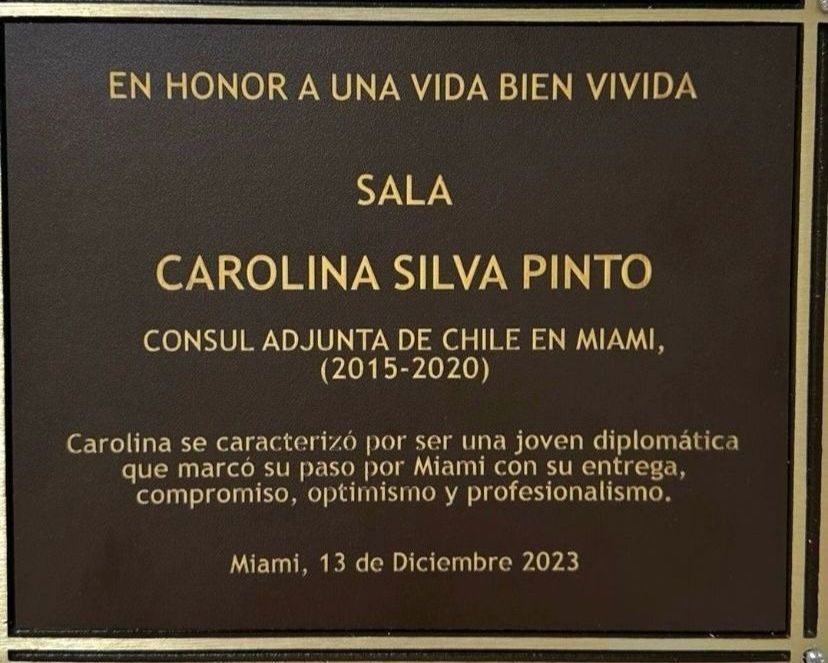 EN HONOR A UNA VIDA BIEN VIVIDA
SALA
CAROLINA SILVA PINTO
CONSUL ADJUNTA DE CHILE EN MIAMI,
(2015-2020)
Carolina se caracterizó por ser una joven diplomática
que marcó su paso por Miami con su entrega,
compromiso, optimismo y profesionalismo.
Miami, 13 de Diciembre 2023